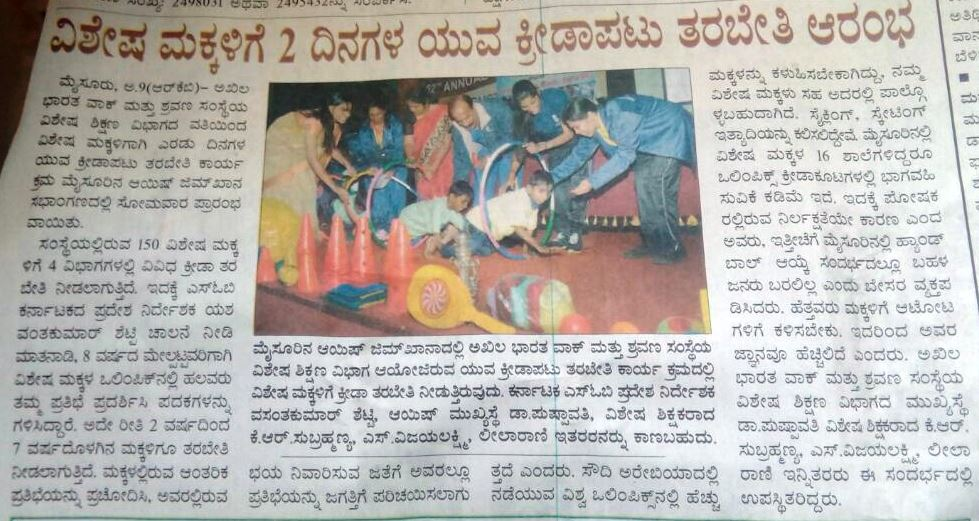 ವಿಶೇಷ ಮಕ್ಕಳಿಗೆ 2 ದಿನಗಳ ಯುವ ಕ್ರೀಡಾಪಟು ತರಬೇತಿ ಆರಂಭ
ಮೈಸೂರು, ಅ.9(ಆರ್‌ಕೆಬಿ)- ಅಖಿಲ
ಭಾರತ ವಾಕ್ ಮತ್ತು ಶ್ರವಣ ಸಂಸ್ಥೆಯ
ವಿಶೇಷ ಶಿಕ್ಷಣ ವಿಭಾಗದ ವತಿಯಿಂದ
ವಿಶೇಷ ಮಕ್ಕಳಿಗಾಗಿ ಎರಡು ದಿನಗಳ
ಯುವ ಕ್ರೀಡಾಪಟು ತರಬೇತಿ ಕಾರ್ಯ
ಕ್ರಮ ಮೈಸೂರಿನ ಆಯಿಷ್ ಜಿಮ್‌ಖಾನ
ಸಭಾಂಗಣದಲ್ಲಿ ಸೋಮವಾರ ಪ್ರಾರಂಭ
ವಾಯಿತು.
ಸಂಸ್ಥೆಯಲ್ಲಿರುವ 150 ವಿಶೇಷ ಮಕ್ಕ
ಳಿಗೆ 4 ವಿಭಾಗಗಳಲ್ಲಿ ವಿವಿಧ ಕ್ರೀಡಾ ತರ
ಬೇತಿ ನೀಡಲಾಗುತ್ತಿದೆ. ಇದಕ್ಕೆ ಎಸ್‌ಓಬಿ
ಕರ್ನಾಟಕದ ಪ್ರದೇಶ ನಿರ್ದೇಶಕ ಯಶ
ವಂತಕುಮಾರ್ ಶೆಟ್ಟಿ ಚಾಲನೆ ನೀಡಿ
ಮಾತನಾಡಿ, 8 ವರ್ಷದ ಮೇಲ್ಪಟ್ಟವರಿಗಾಗಿ
ವಿಶೇಷ ಮಕ್ಕಳ ಒಲಿಂಪಿಕ್‌ನಲ್ಲಿ ಹಲವರು
ತಮ್ಮ ಪ್ರತಿಭೆ ಪ್ರದರ್ಶಿಸಿ ಪದಕಗಳನ್ನು
ಗಳಿಸಿದ್ದಾರೆ. ಅದೇ ರೀತಿ 2 ವರ್ಷದಿಂದ
7 ವರ್ಷದೊಳಗಿನ ಮಕ್ಕಳಿಗೂ ತರಬೇತಿ
ನೀಡಲಾಗುತ್ತಿದೆ. ಮಕ್ಕಳಲ್ಲಿರುವ ಆಂತರಿಕ
ಪ್ರತಿಭೆಯನ್ನು ಪ್ರಚೋದಿಸಿ, ಅವರಲ್ಲಿರುವ
12th ANNUAL
ಮೈಸೂರಿನ ಆಯಿಷ್ ಜಿಮ್‌ಖಾನಾದಲ್ಲಿ ಅಖಿಲ ಭಾರತ ವಾಕ್ ಮತ್ತು ಶ್ರವಣ ಸಂಸ್ಥೆಯ
ವಿಶೇಷ ಶಿಕ್ಷಣ ವಿಭಾಗ ಆಯೋಜಿರುವ ಯುವ ಕ್ರೀಡಾಪಟು ತರಬೇತಿ ಕಾರ್ಯ ಕ್ರಮದಲ್ಲಿ
ವಿಶೇಷ ಮಕ್ಕಳಿಗೆ ಕ್ರೀಡಾ ತರಬೇತಿ ನೀಡುತ್ತಿರುವುದು. ಕರ್ನಾಟಕ ಎಸ್‌ಓಬಿ ಪ್ರದೇಶ ನಿರ್ದೇಶಕ
ವಸಂತಕುಮಾರ್ ಶೆಟ್ಟಿ, ಆಯಿಷ್ ಮುಖ್ಯಸ್ಥೆ ಡಾ.ಪುಷ್ಪಾವತಿ, ವಿಶೇಷ ಶಿಕ್ಷಕರಾದ
ಕೆ.ಆರ್.ಸುಬ್ರಹ್ಮಣ್ಯ, ಎಸ್.ವಿಜಯಲಕ್ಷ್ಮಿ, ಲೀಲಾರಾಣಿ ಇತರರನ್ನು ಕಾಣಬಹುದು.
ಭಯ ನಿವಾರಿಸುವ ಜತೆಗೆ ಅವರಲ್ಲೂ
ಪ್ರತಿಭೆಯನ್ನು ಜಗತ್ತಿಗೆ ಪರಿಚಯಿಸಲಾಗು
ತ್ತದೆ ಎಂದರು. ಸೌದಿ ಅರೇಬಿಯಾದಲ್ಲಿ
ನಡೆಯುವ ವಿಶ್ವ ಒಲಿಂಪಿಕ್ಸ್‌ನಲ್ಲಿ ಹೆಚ್ಚು
ಮಕ್ಕಳನ್ನು ಕಳುಹಿಸಬೇಕಾಗಿದ್ದು, ನಮ್ಮ
ವಿಶೇಷ ಮಕ್ಕಳು ಸಹ ಅದರಲ್ಲಿ ಪಾಲ್ಗೊ
ಳ್ಳಬಹುದಾಗಿದೆ. ಸೈಕ್ಲಿಂಗ್, ಸ್ಕೇಟಿಂಗ್
ಇತ್ಯಾದಿಯನ್ನು ಕಲಿಸಲಿದ್ದೇವೆ. ಮೈಸೂರಿನಲ್ಲಿ
ವಿಶೇಷ ಮಕ್ಕಳ 16 ಶಾಲೆಗಳಿದ್ದರೂ
ಒಲಿಂಪಿಕ್ಸ್ ಕ್ರೀಡಾಕೂಟಗಳಲ್ಲಿ ಭಾಗವಹಿ
ಸುವಿಕೆ ಕಡಿಮೆ ಇದೆ. ಇದಕ್ಕೆ ಪೋಷಕ
ರಲ್ಲಿರುವ ನಿರ್ಲಕ್ಷತೆಯೇ ಕಾರಣ ಎಂದ
ಅವರು, ಇತ್ತೀಚೆಗೆ ಮೈಸೂರಿನಲ್ಲಿ ಹ್ಯಾಂಡ್
ಬಾಲ್ ಆಯ್ಕೆ ಸಂದರ್ಭದಲ್ಲೂ ಬಹಳ
ಜನರು ಬರಲಿಲ್ಲ ಎಂದು ಬೇಸರ ವ್ಯಕ್ತಪ
ಡಿಸಿದರು. ಹೆತ್ತವರು ಮಕ್ಕಳಿಗೆ ಆಟೋಟ
ಗಳಿಗೆ ಕಳಿಸಬೇಕು. ಇದರಿಂದ ಅವರ
ಜ್ಞಾನವೂ ಹೆಚ್ಚಲಿದೆ ಎಂದರು. ಅಖಿಲ
ಭಾರತ ವಾಕ್ ಮತ್ತು ಶ್ರವಣ ಸಂಸ್ಥೆಯ
ವಿಶೇಷ ಶಿಕ್ಷಣ ವಿಭಾಗದ ಮುಖ್ಯಸ್ಥೆ
ಡಾ.ಪುಷ್ಪಾವತಿ ವಿಶೇಷ ಶಿಕ್ಷಕರಾದ ಕೆ.ಆರ್.
ಸುಬ್ರಹ್ಮಣ್ಯ, ಎಸ್.ವಿಜಯಲಕ್ಷ್ಮಿ, ಲೀಲಾ
ರಾಣಿ ಇನ್ನಿತರರು ಈ ಸಂದರ್ಭದಲ್ಲಿ
ಉಪಸ್ಥಿತರಿದ್ದರು.